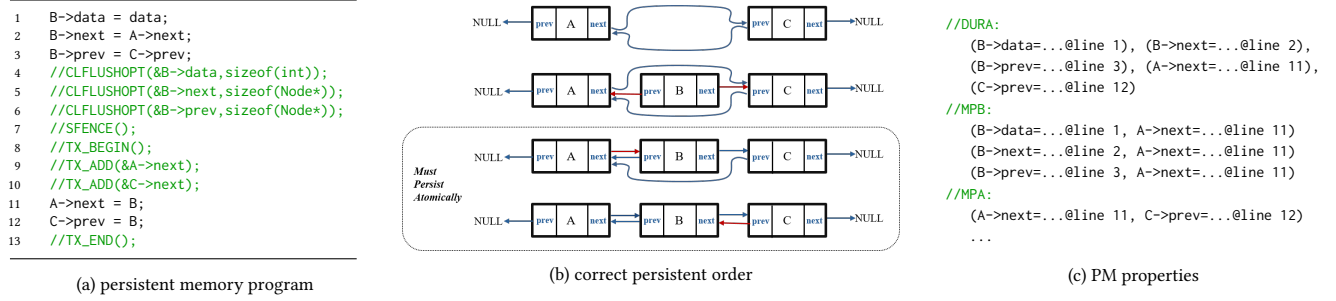 1 B->data = data;
2 B->next = A->next;
3 B->prev = C->prev;
4 //CLFLUSHOPT(&B->data,sizeof(int));
5 //CLFLUSHOPT(&B->next,sizeof(Node*));
6 //CLFLUSHOPT(&B->prev,sizeof(Node*));
7 //SFENCE();
8 //TX_BEGIN();
9 //TX_ADD(&A->next);
10 //TX_ADD(&C->next);
11 A->next = B;
12 C->prev = B;
13 //TX_END();
(a) persistent memory program
NULL prev A next prev C next NULL
NULL prev A next prev B next prev C next NULL
Must
Persist
Atomically
NULL prev A next prev B next prev C next NULL
NULL prev A next prev B next prev C next NULL
(b) correct persistent order
//DURA:
(B->data=...@line 1), (B->next=...@line 2),
(B->prev=...@line 3), (A->next=...@line 11),
(C->prev=...@line 12)
//MPB:
(B->data=...@line 1, A->next=...@line 11)
(B->next=...@line 2, A->next=...@line 11)
(B->prev=...@line 3, A->next=...@line 11)
//MPA:
(A->next=...@line 11, C->prev=...@line 12)
...
(c) PM properties